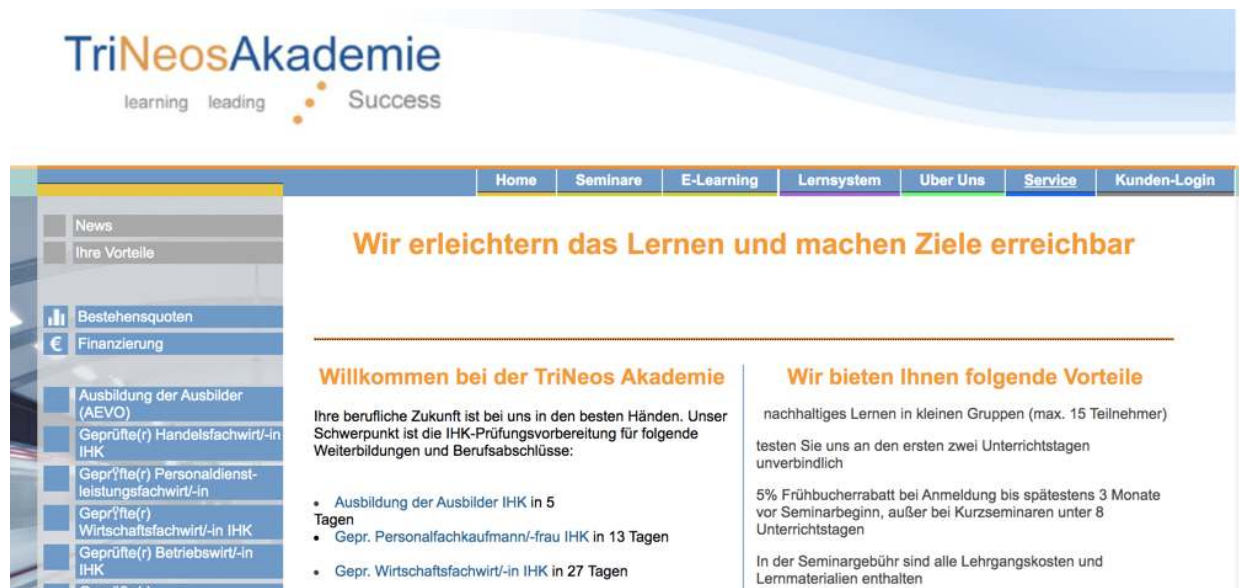 TriNeosAkademie
learning leading Success
Home Seminare E-Learning Lernsystem Uber Uns Service Kunden-Login
News
Ihre Vorteile
Bestehensquoten
€ Finanzierung
Ausbildung der Ausbilder
(AEVO)
Geprüfte(r) Handelsfachwirt/-in
IHK
Gepr?fte(r) Personaldienst-
leistungsfachwirt/-in
Gepr?fte(r)
Wirtschaftsfachwirt/-in IHK
Geprüfte(r) Betriebswirt/-in
IHK
Wir erleichtern das Lernen und machen Ziele erreichbar
Willkommen bei der TriNeos Akademie
Ihre berufliche Zukunft ist bei uns in den besten Händen. Unser
Schwerpunkt ist die IHK-Prüfungsvorbereitung für folgende
Weiterbildungen und Berufsabschlüsse:
• Ausbildung der Ausbilder IHK in 5
Tagen
• Gepr. Personalfachkaufmann/-frau IHK in 13 Tagen
• Gepr. Wirtschaftsfachwirt/-in IHK in 27 Tagen
Wir bieten Ihnen folgende Vorteile
nachhaltiges Lernen in kleinen Gruppen (max. 15 Teilnehmer)
testen Sie uns an den ersten zwei Unterrichtstagen
unverbindlich
5% Frühbucherrabatt bei Anmeldung bis spätestens 3 Monate
vor Seminarbeginn, außer bei Kurzseminaren unter 8
Unterrichtstagen
In der Seminargebühr sind alle Lehrgangskosten und
Lernmaterialien enthalten